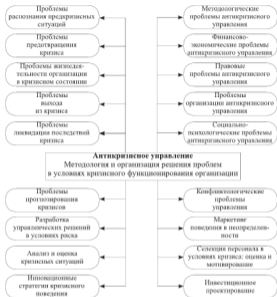 Проблемы
распознания предкризисных
ситуаций
Методологические
проблемы антикризисного
управления
Проблемы
предотвращения
кризиса
Финансово-
экономические проблемы
антикризисного управления
Проблемы жизнедея-
тельности организации
в кризисном состоянии
Правовые
проблемы антикризисного
управления
Проблемы
выхода
из кризиса
Проблемы
организации антикризисного
управления
Проблемы
ликвидации последствий
кризиса
Социально-
психологические проблемы
антикризисного управления
Антикризисное управление
Методология и организация решения проблем
в условиях кризисного функционирования организации
Проблемы
прогнозирования
кризисов
Конфликтологические
проблемы
управления
Разработка
управленческих решений
в условиях риска
Маркетинг
поведения в неопределен-
ности
Анализ и оценка
кризисных ситуаций
Селекция персонала в
условиях кризиса: оценка и
мотивирование
Инновационные
стратегии кризисного
поведения
Инвестиционное
проектирование